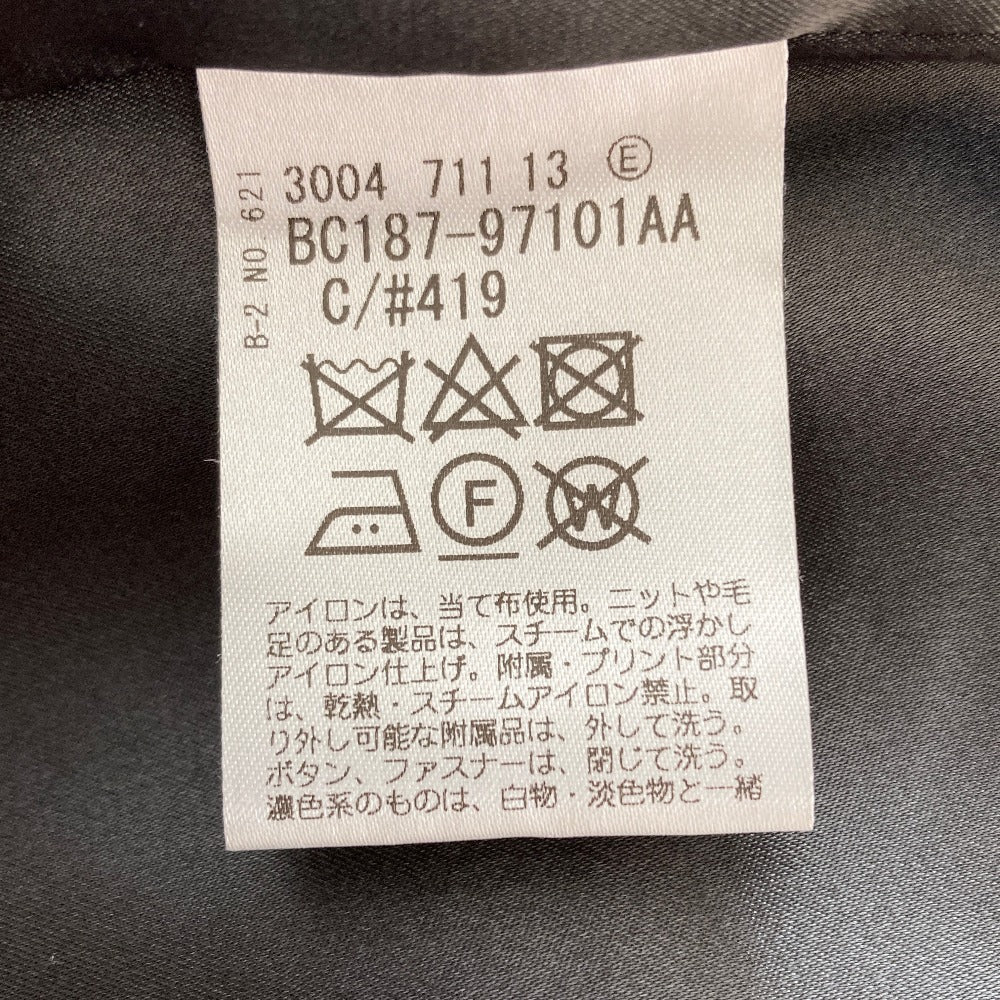 3004 711 13 Ⓔ
BC187-97101AA
C/#419
B-2 NO 621
F
W
アイロンは、当て布使用。ニットや毛
足のある製品は、スチームでの浮かし
アイロン仕上げ。附属・プリント部分
は、乾熱・スチームアイロン禁止。取
り外し可能な附属品は、外して洗う。
ボタン、ファスナーは、閉じて洗う。
濃色系のものは、白物・淡色物と一緒